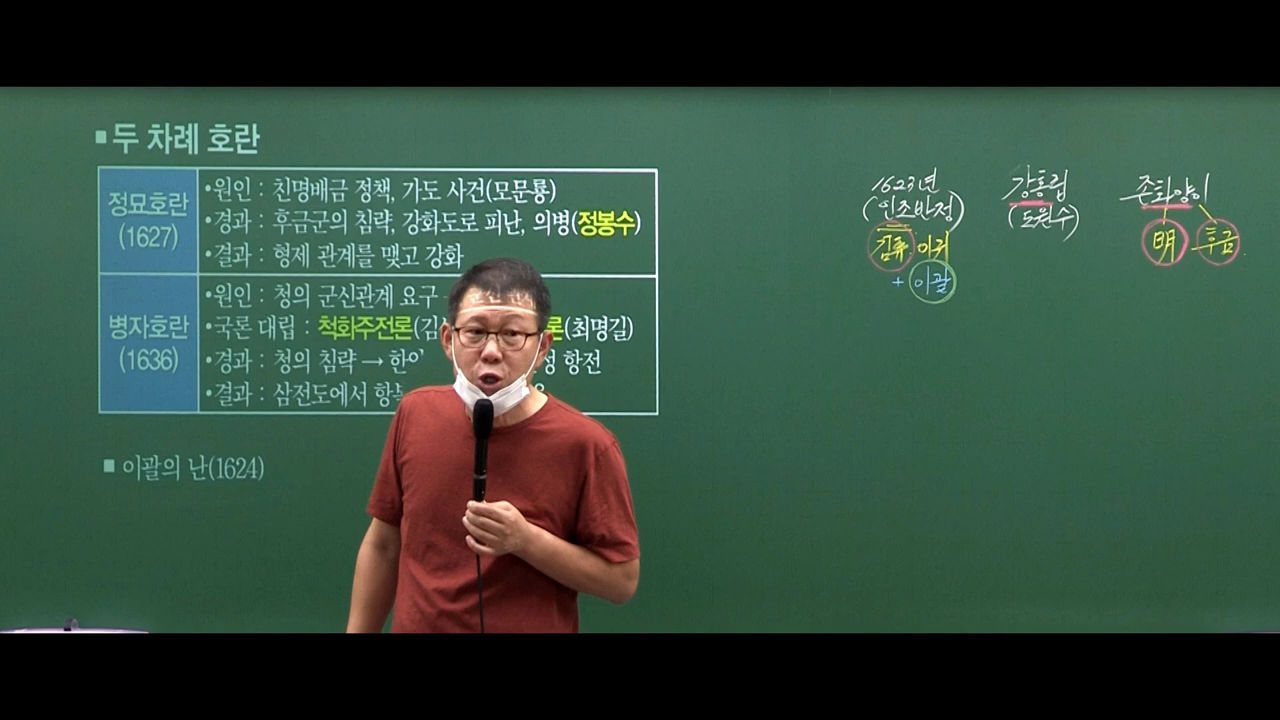 ▪두 차례 호란
정묘호란
(1627)
•원인 : 친명배금 정책, 가도 사건(모문룡)
•경과 : 후금군의 침략, 강화도로 피난, 의병(정봉수)
•결과 : 형제 관계를 맺고 강화
병자호란
(1636)
•원인 : 청의 군신관계 요구
•국론 대립 : 척화주전론(김 론(최명길)
•경과 : 청의 침략 → 한 성 항전
•결과 : 삼전도에서 항
▪이괄의 난(1624)
1623년
(인조반정)
김류 이귀
+ 이괄
강홍립
(도원수)
존화양이
明 후금